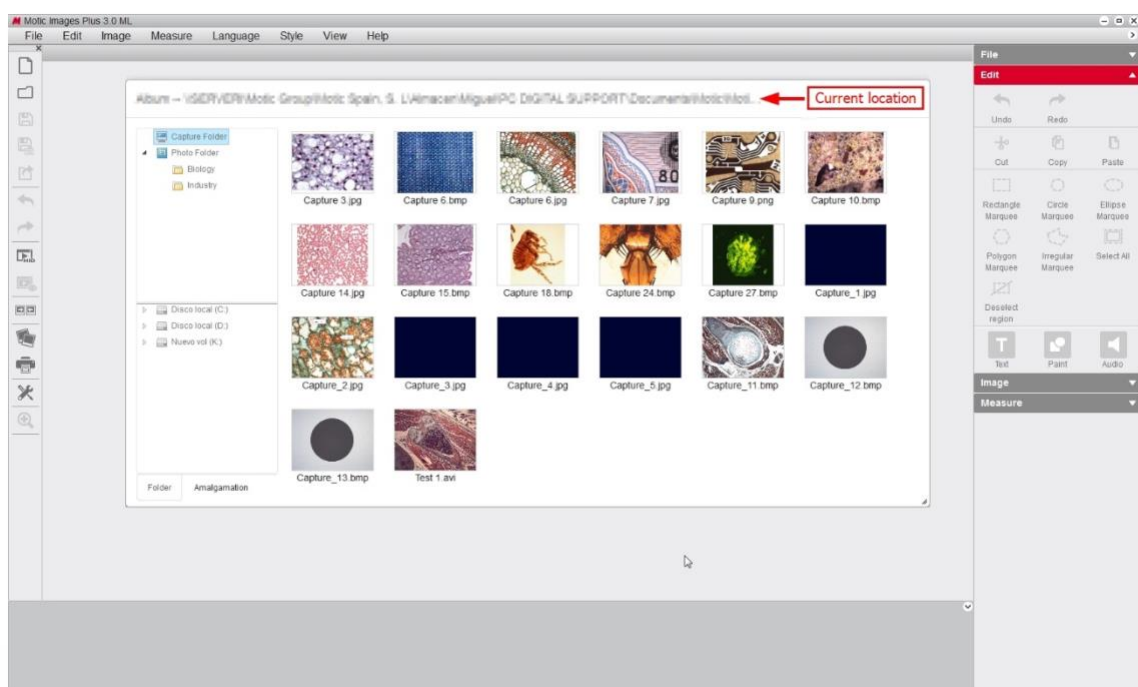 Motic Images Plus 3.0 ML
File Edit Image Measure Language Style View Help
File
Edit
Album -- \\SERVER\Motic Group\Motic Spain, S. L\Almacen\Miguel\PC DIGITAL SUPPORT\Documents\Motic\Moti...
Current location
Undo Redo
Cut Copy Paste
Rectangle Marquee
Circle Marquee
Ellipse Marquee
Polygon Marquee
Irregular Marquee
Select All
Deselect region
Text Paint Audio
Image
Measure
Capture Folder
Photo Folder
Biology
Industry
Disco local (C:)
Disco local (D:)
Nuevo vol (K:)
Folder Amalgamation
Capture 3.jpg Capture 6.bmp Capture 6.jpg Capture 7.jpg Capture 9.png Capture 10.bmp
80
Capture 14.jpg Capture 15.bmp Capture 18.bmp Capture 24.bmp Capture 27.bmp Capture_1.jpg
Capture_2.jpg Capture_3.jpg Capture_4.jpg Capture_5.jpg Capture_11.bmp Capture_12.bmp
Capture_13.bmp Test 1.avi